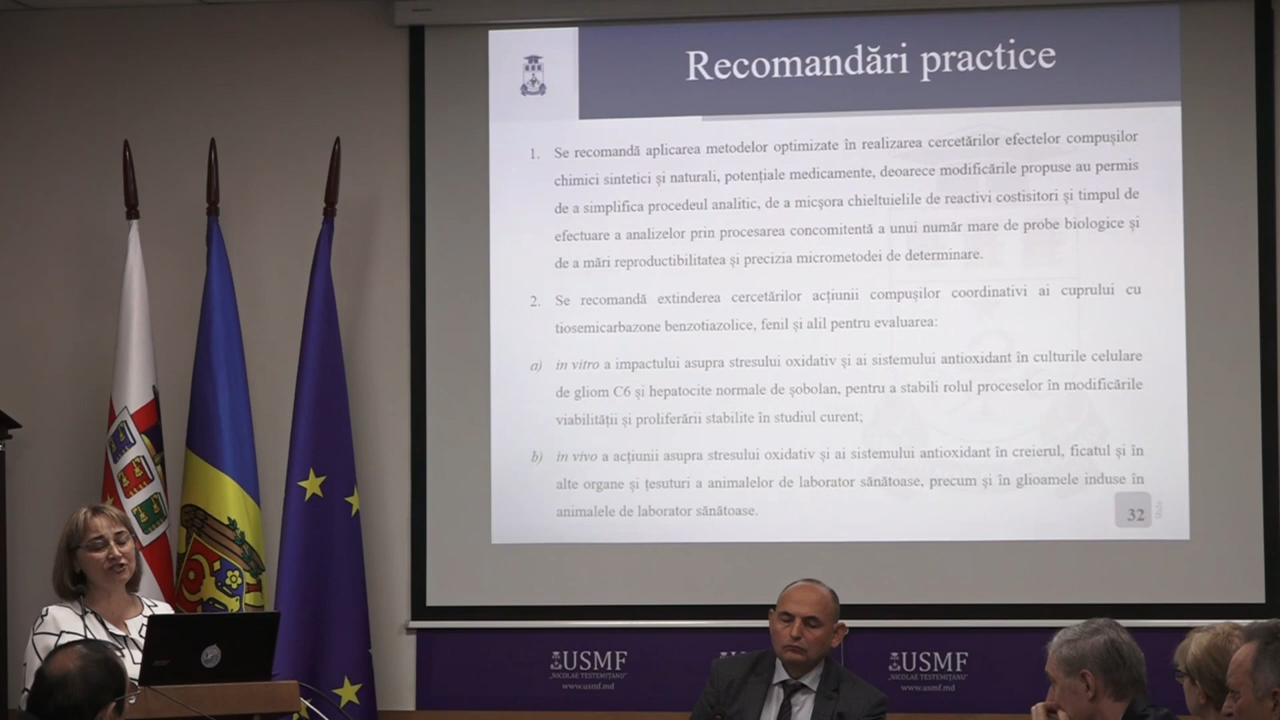 Recomandări practice
1. Se recomandă aplicarea metodelor optimizate în realizarea cercetărilor efectelor compușilor
chimici sintetici și naturali, potențiale medicamente, deoarece modificările propuse au permis
de a simplifica procedeul analitic, de a micșora chieltuielile de reactivi costisitori și timpul de
efectuare a analizelor prin procesarea concomitentă a unui număr mare de probe biologice și
de a mări reproductibilitatea și precizia micrometodei de determinare.
2. Se recomandă extinderea cercetărilor acțiunii compușilor coordinativi ai cuprului cu
tiosemicarbazone benzotiazolice, fenil și alil pentru evaluarea:
a) in vitro a impactului asupra stresului oxidativ și ai sistemului antioxidant în culturile celulare
de gliom C6 și hepatocite normale de șobolan, pentru a stabili rolul proceselor în modificările
viabilității și proliferării stabilite în studiul curent;
b) in vivo a acțiunii asupra stresului oxidativ și ai sistemului antioxidant în creierul, ficatul și în
alte organe și țesuturi a animalelor de laborator sănătoase, precum și în glioamele induse în
animalele de laborator sănătoase.
32
USMF
„NICOLAE TESTEMIȚANU”
www.usmf.md
USMF
„NICOLAE TESTEMIȚANU”
www.usmf.md